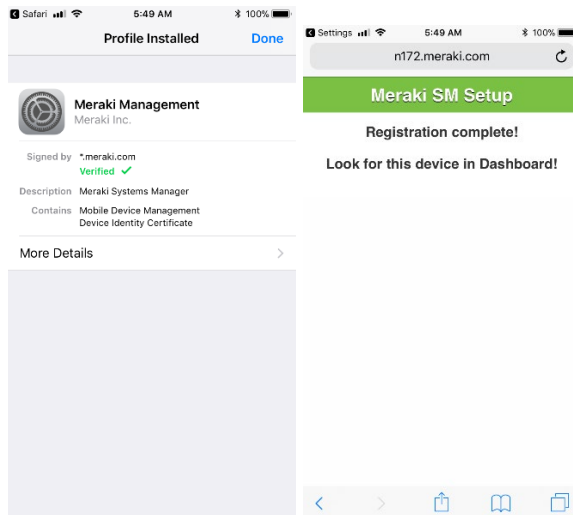 Safari 5:49 AM 100%
Profile Installed Done
Meraki Management
Meraki Inc.
Signed by *.meraki.com
Verified
Description Meraki Systems Manager
Contains Mobile Device Management
Device Identity Certificate
More Details
Settings 5:49 AM 100%
n172.meraki.com
Meraki SM Setup
Registration complete!
Look for this device in Dashboard!